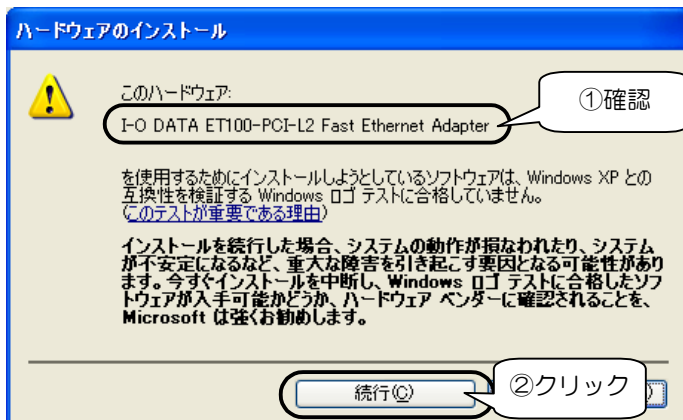 ハードウェアのインストール
このハードウェア:
I-O DATA ET100-PCI-L2 Fast Ethernet Adapter
①確認
を使用するためにインストールしようとしているソフトウェアは、Windows XP との
互換性を検証する Windows ロゴ テストに合格していません。
(このテストが重要である理由)
インストールを続行した場合、システムの動作が損なわれたり、システム
が不安定になるなど、重大な障害を引き起こす要因となる可能性があり
ます。今すぐインストールを中断し、Windows ロゴ テストに合格したソフ
トウェアが入手可能かどうか、ハードウェア ベンダーに確認されることを、
Microsoft は強くお勧めします。
続行(C)
②クリック